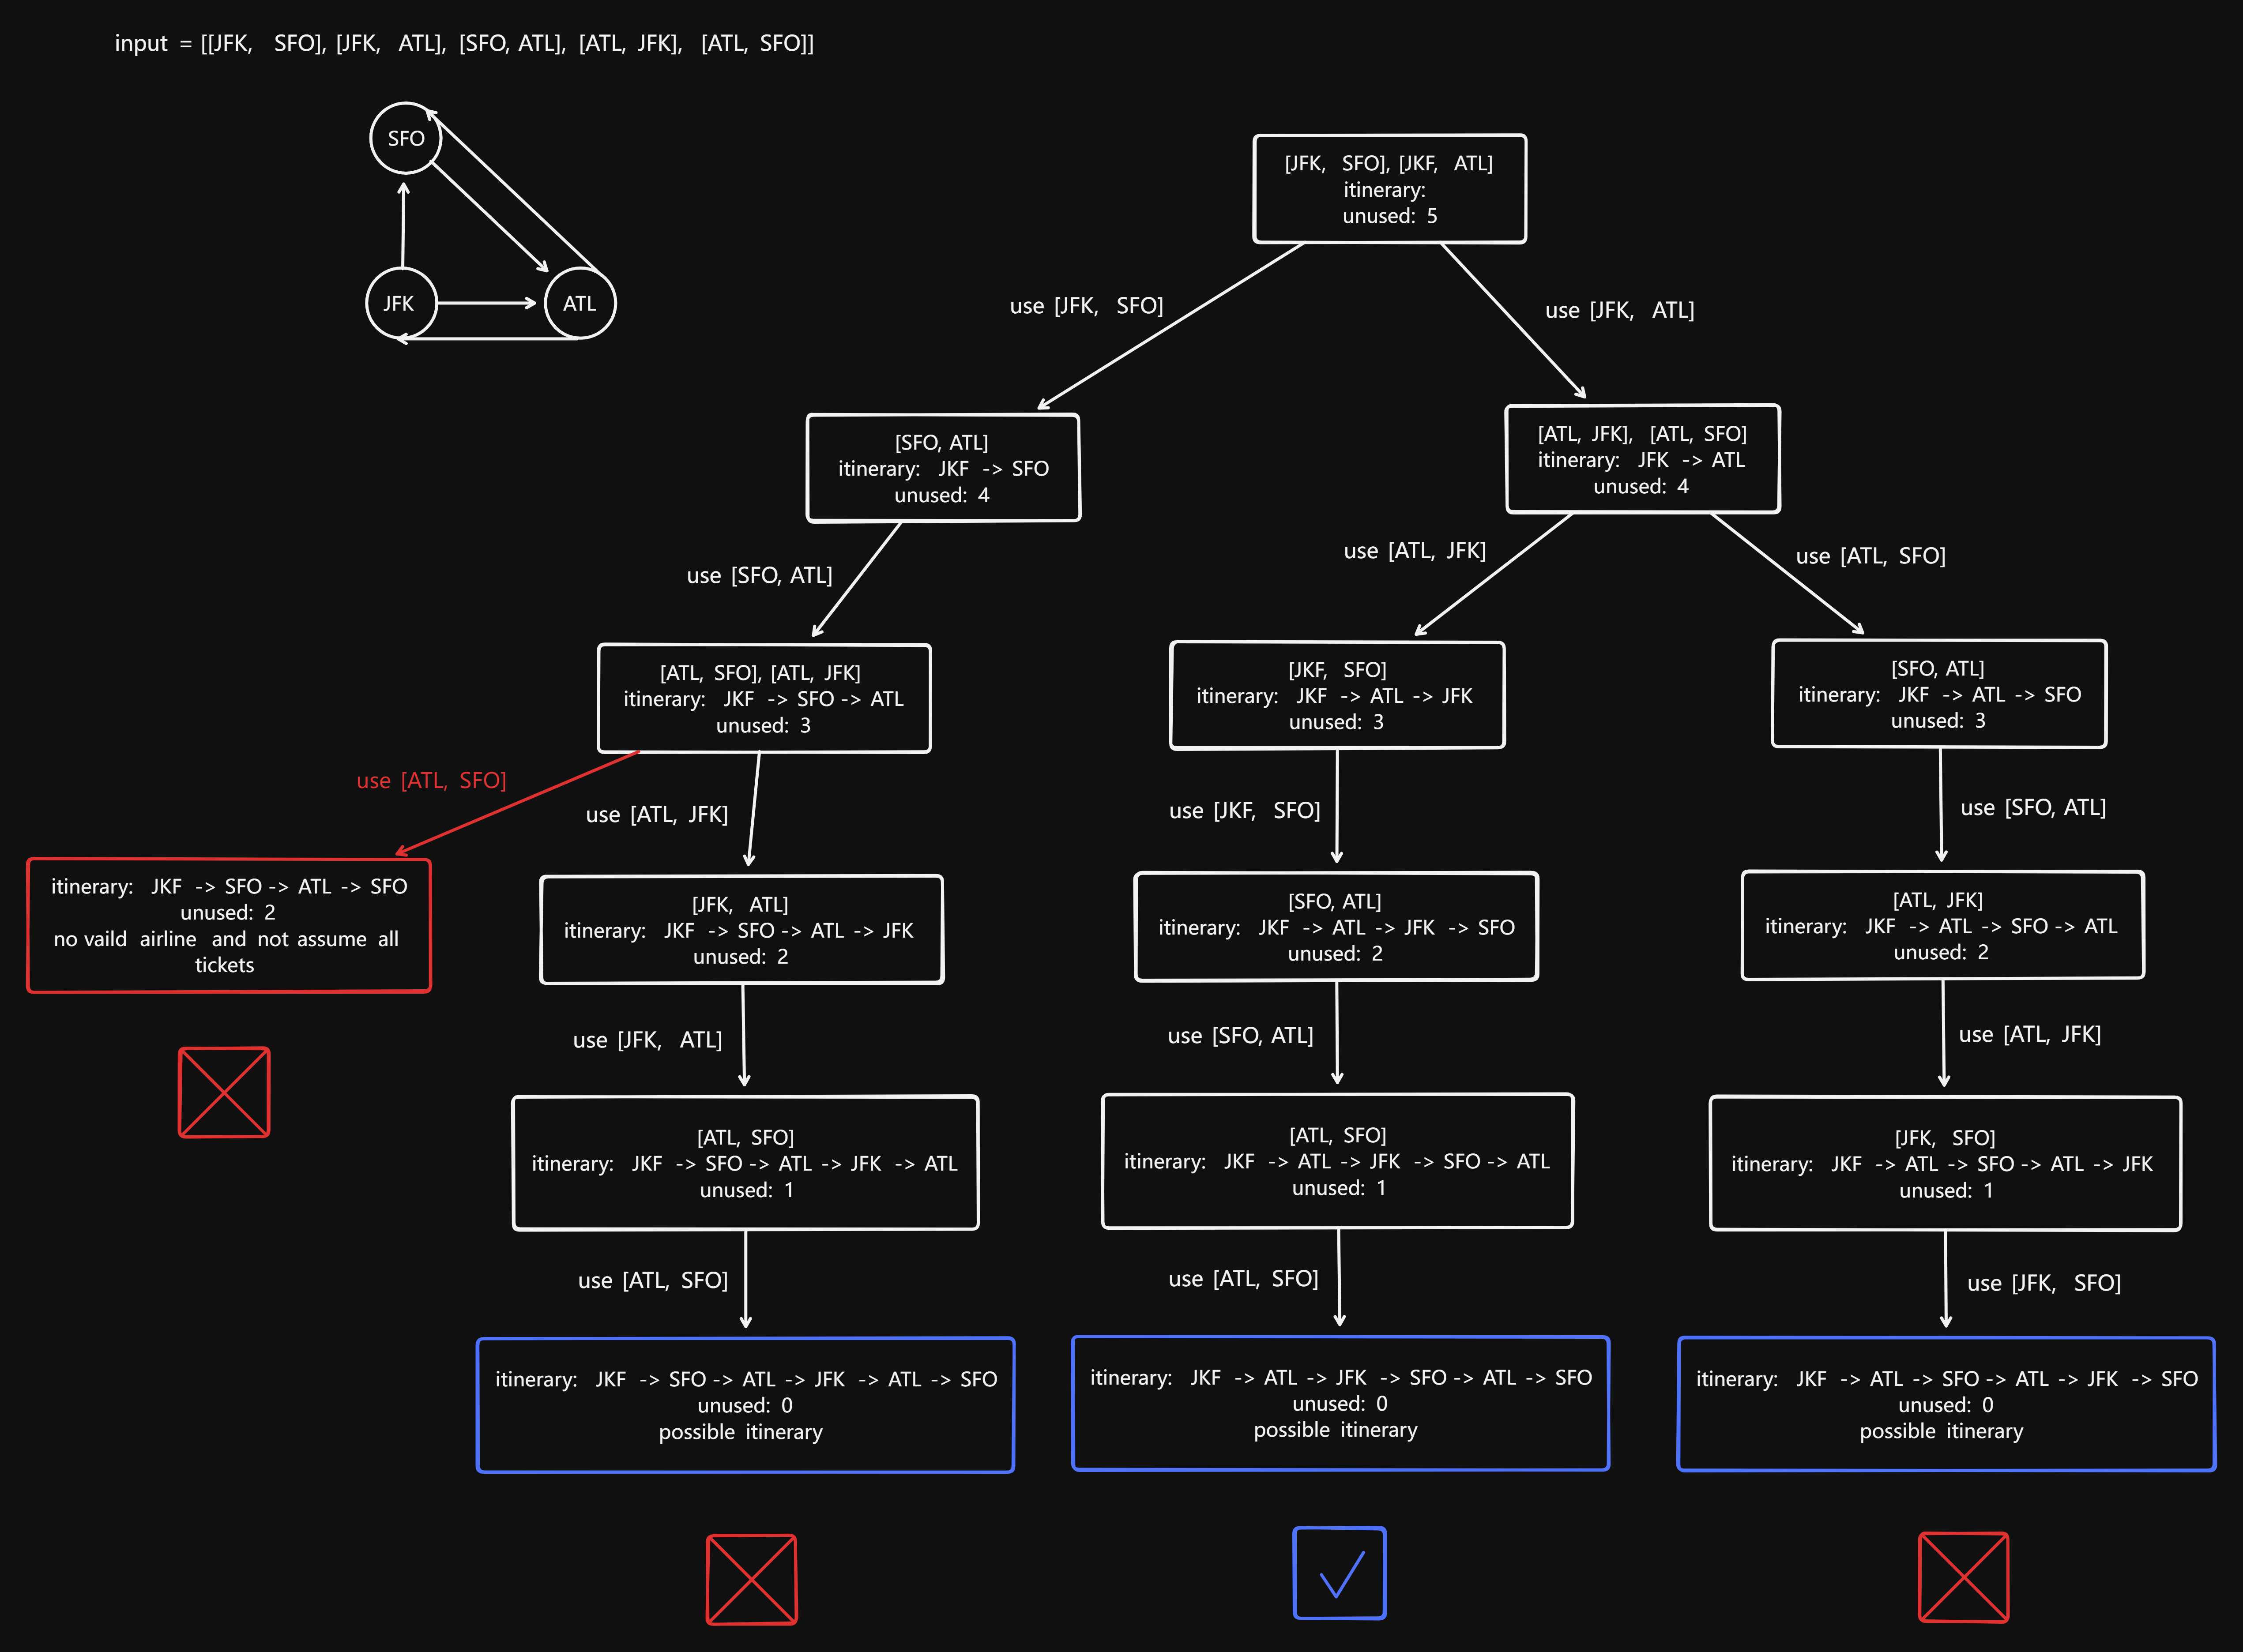 input = [[JFK, SFO], [JFK, ATL], [SFO, ATL], [ATL, JFK], [ATL, SFO]]
SFO
JFK
ATL
[JFK, SFO], [JKF, ATL]
itinerary:
unused: 5
use [JFK, SFO]
use [JFK, ATL]
[SFO, ATL]
itinerary: JKF -> SFO
unused: 4
[ATL, JFK], [ATL, SFO]
itinerary: JFK -> ATL
unused: 4
use [SFO, ATL]
use [ATL, JFK]
use [ATL, SFO]
[ATL, SFO], [ATL, JFK]
itinerary: JKF -> SFO -> ATL
unused: 3
[JKF, SFO]
itinerary: JKF -> ATL -> JFK
unused: 3
[SFO, ATL]
itinerary: JKF -> ATL -> SFO
unused: 3
use [ATL, SFO]
use [ATL, JFK]
use [JKF, SFO]
use [SFO, ATL]
itinerary: JKF -> SFO -> ATL -> SFO
unused: 2
no vaild airline and not assume all
tickets
[JFK, ATL]
itinerary: JKF -> SFO -> ATL -> JFK
unused: 2
[SFO, ATL]
itinerary: JKF -> ATL -> JFK -> SFO
unused: 2
[ATL, JFK]
itinerary: JKF -> ATL -> SFO -> ATL
unused: 2
use [JFK, ATL]
use [SFO, ATL]
use [ATL, JFK]
[ATL, SFO]
itinerary: JKF -> SFO -> ATL -> JFK -> ATL
unused: 1
[ATL, SFO]
itinerary: JKF -> ATL -> JFK -> SFO -> ATL
unused: 1
[JFK, SFO]
itinerary: JKF -> ATL -> SFO -> ATL -> JFK
unused: 1
use [ATL, SFO]
use [ATL, SFO]
use [JFK, SFO]
itinerary: JKF -> SFO -> ATL -> JFK -> ATL -> SFO
unused: 0
possible itinerary
itinerary: JKF -> ATL -> JFK -> SFO -> ATL -> SFO
unused: 0
possible itinerary
itinerary: JKF -> ATL -> SFO -> ATL -> JFK -> SFO
unused: 0
possible itinerary